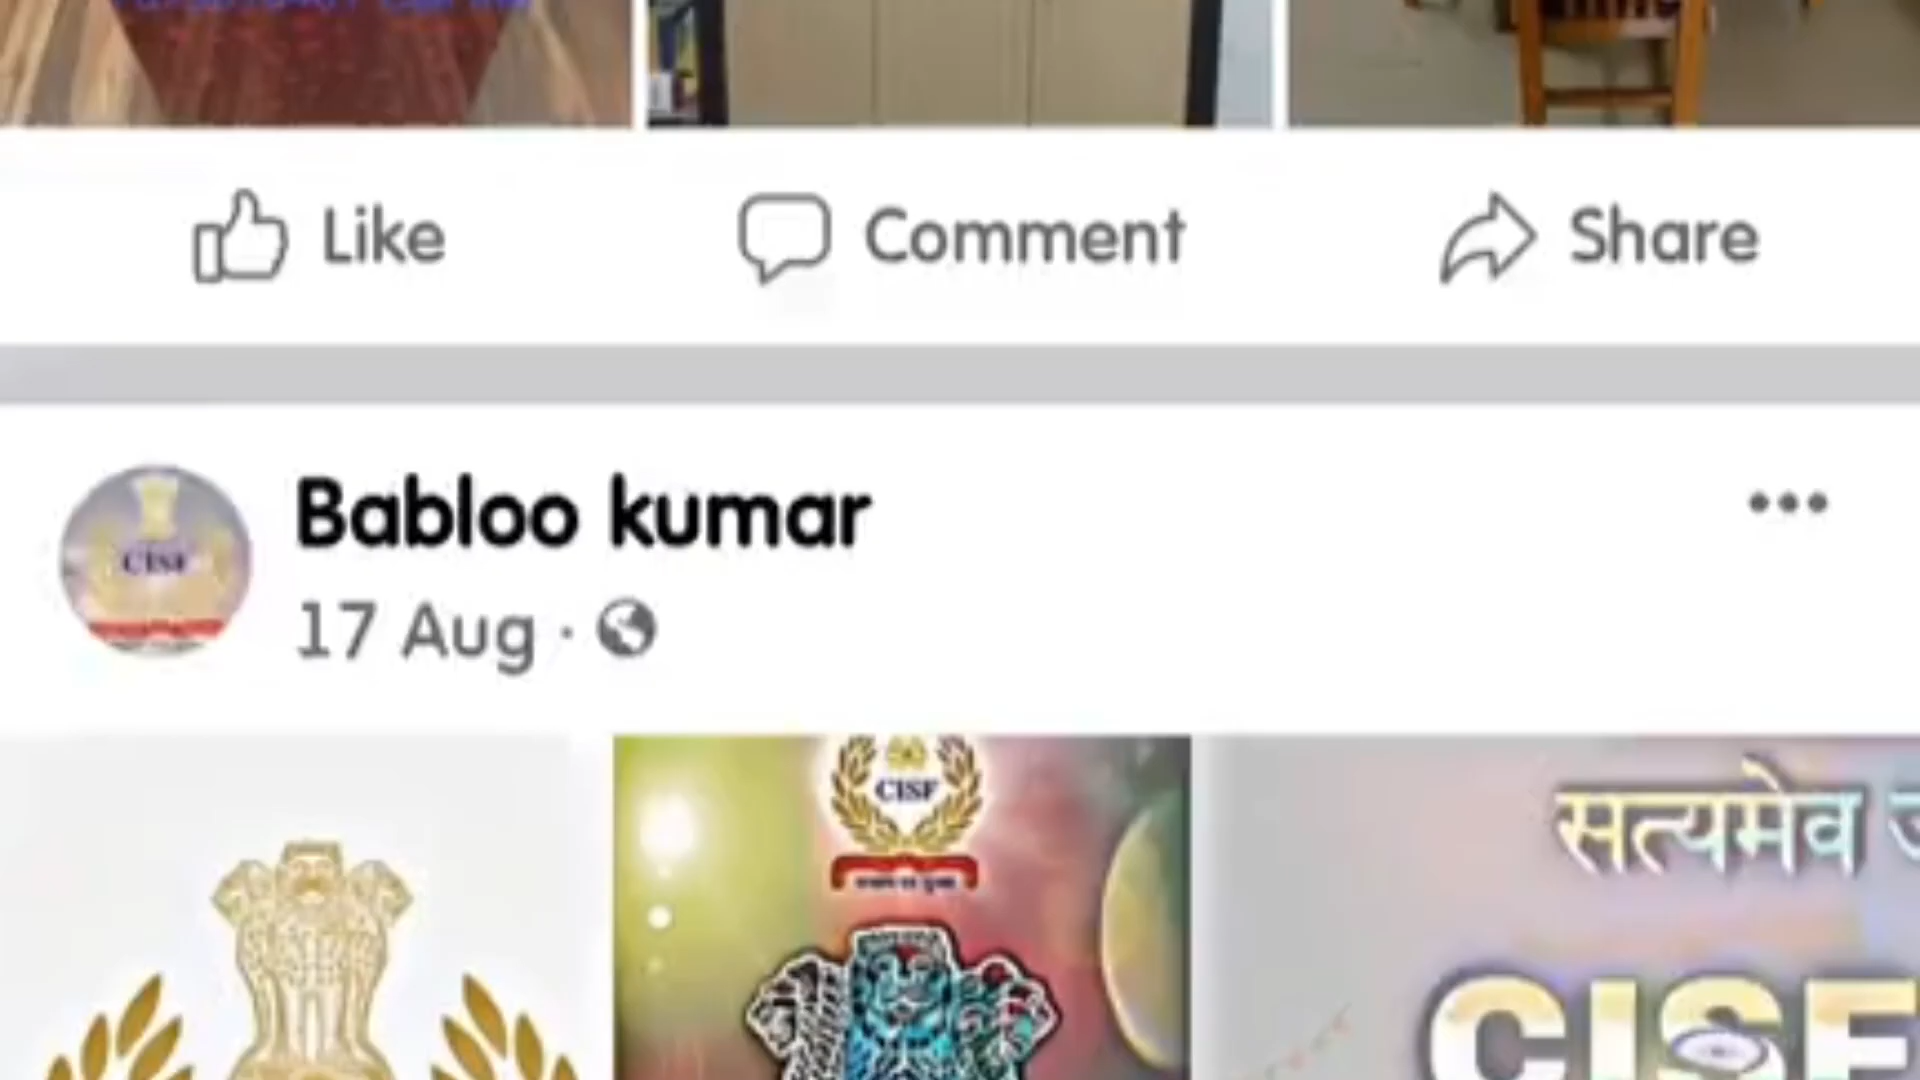 Like
Comment
Share
Babloo kumar
CISF
17 Aug ·
CISF
सत्यमेव
CISF